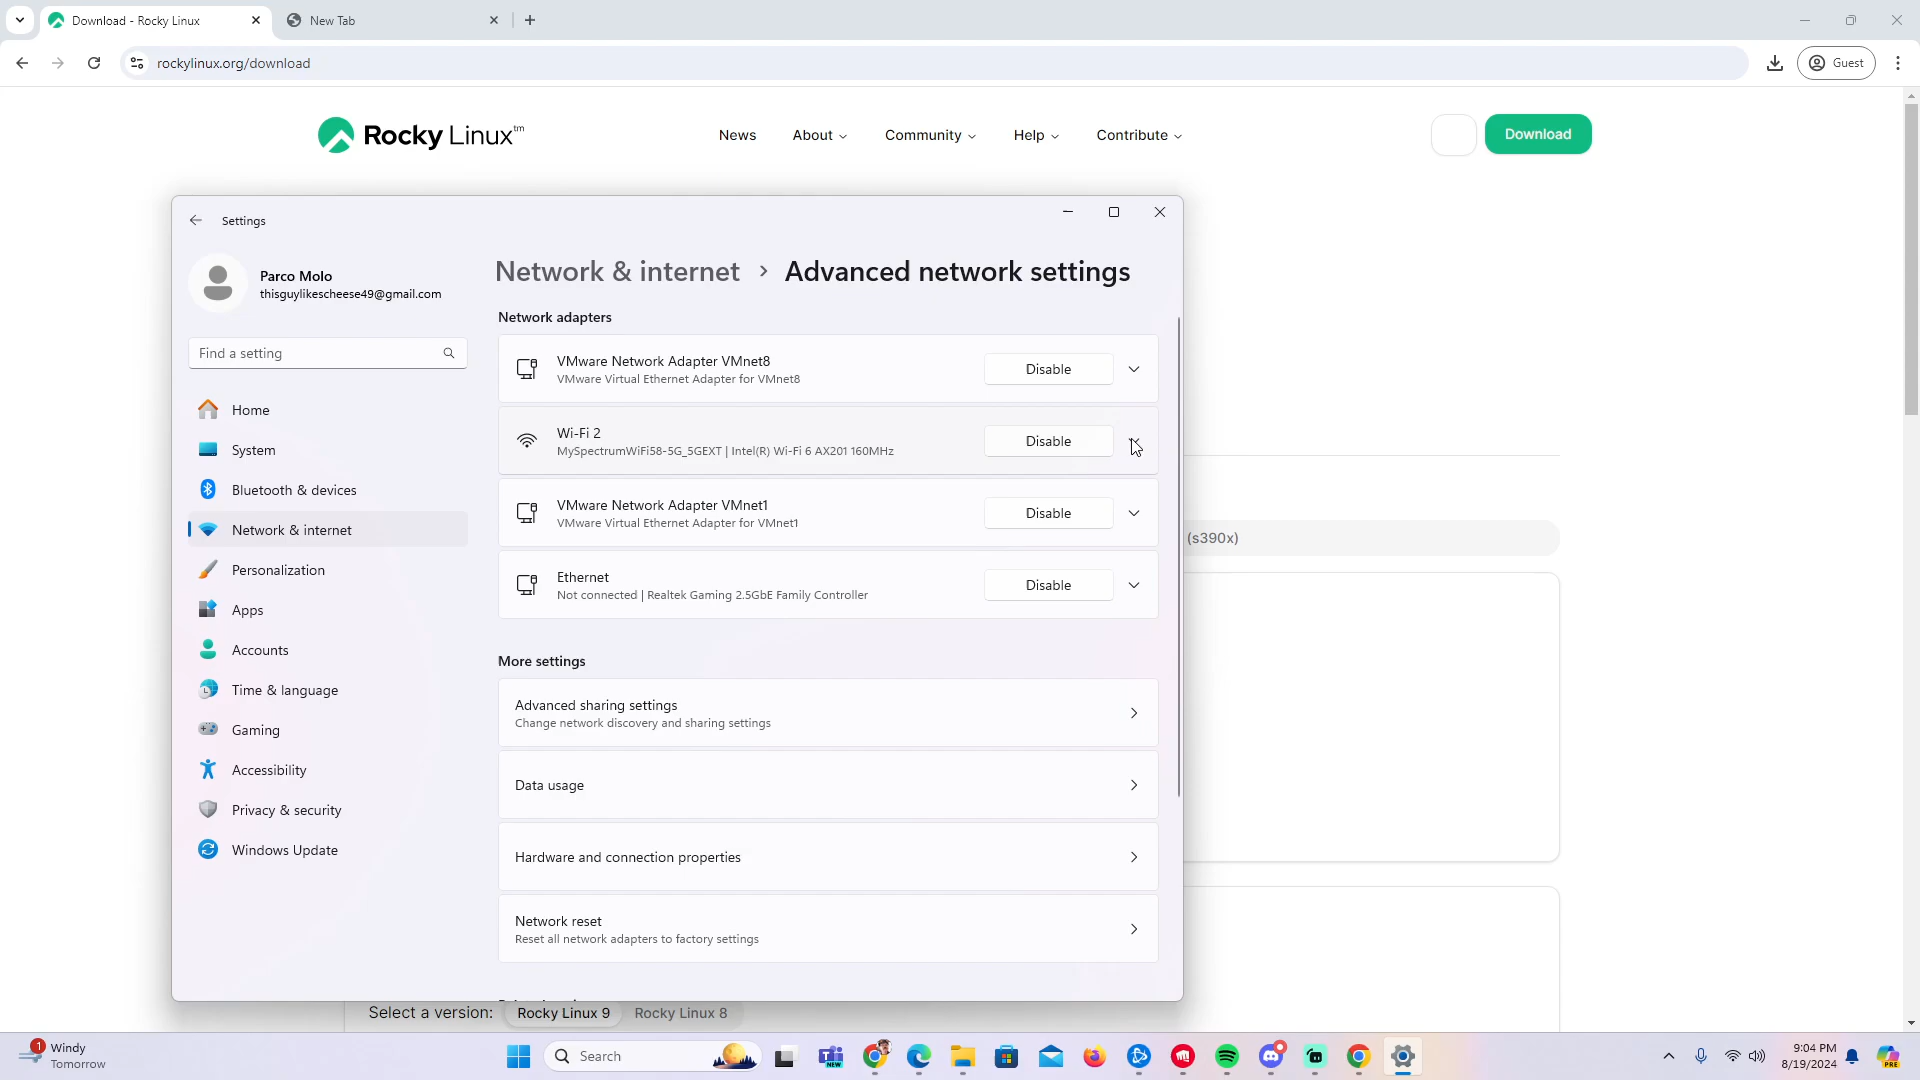 Download - Rocky Linux
New Tab
rockylinux.org/download
Guest
Rocky Linux™
News
About
Community
Help
Contribute
Download
Settings
Parco Molo
thisguylikescheese49@gmail.com
Find a setting
Home
System
Bluetooth & devices
Network & internet
Personalization
Apps
Accounts
Time & language
Gaming
Accessibility
Privacy & security
Windows Update
Network & internet > Advanced network settings
Network adapters
VMware Network Adapter VMnet8
VMware Virtual Ethernet Adapter for VMnet8
Disable
Wi-Fi 2
MySpectrumWiFi58-5G_5GEXT | Intel(R) Wi-Fi 6 AX201 160MHz
Disable
VMware Network Adapter VMnet1
VMware Virtual Ethernet Adapter for VMnet1
Disable
Ethernet
Not connected | Realtek Gaming 2.5GbE Family Controller
Disable
More settings
Advanced sharing settings
Change network discovery and sharing settings
Data usage
Hardware and connection properties
Network reset
Reset all network adapters to factory settings
(s390x)
Select a version:
Rocky Linux 9
Rocky Linux 8
1
Windy
Tomorrow
Search
NEW
PRE
9:04 PM
8/19/2024